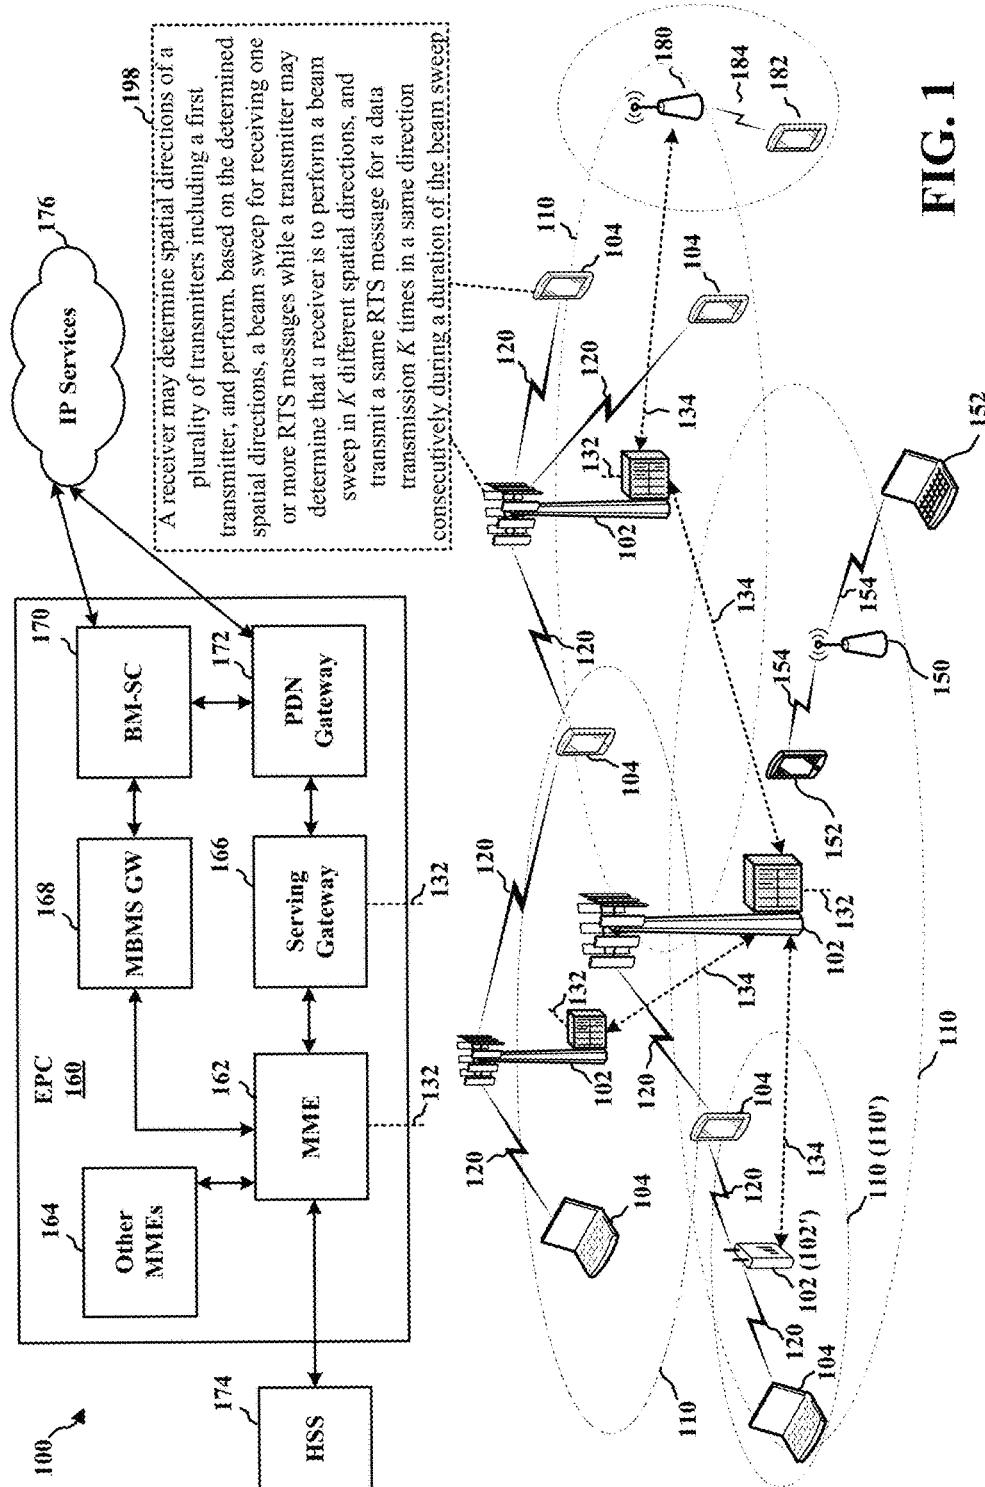 100
174
HSS
EPC
160
164
Other
MMEs
162
MME
132
168
MBMS GW
166
Serving
Gateway
132
170
BM-SC
172
PDN
Gateway
176
IP Services
198
A receiver may determine spatial directions of a
plurality of transmitters including a first
transmitter, and perform, based on the determined
spatial directions, a beam sweep for receiving one
or more RTS messages while a transmitter may
determine that a receiver is to perform a beam
sweep in K different spatial directions, and
transmit a same RTS message for a data
transmission K times in a same direction
consecutively during a duration of the beam sweep
120
104
110
120
102
132
134
120
104
120
102
132
134
120
104
110
120
104
120
104
134
180
184
182
102
132
134
102
132
134
120
104
120
102 (102')
110 (110')
110
152
154
150
154
152
FIG. 1